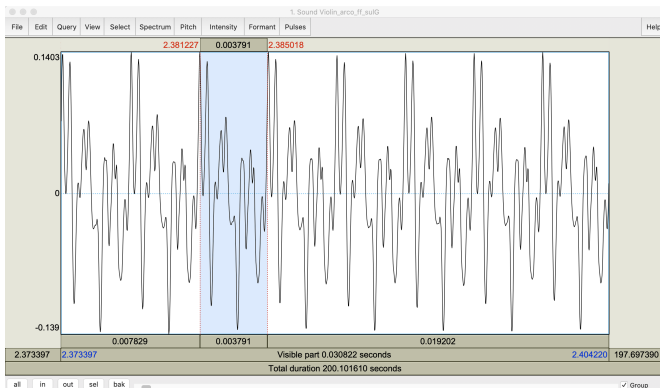 1. Sound Violin_arco_ff_sulG
File Edit Query View Select Spectrum Pitch Intensity Formant Pulses Help
2.381227 0.003791 2.385018
0.1403
0
-0.139
0.007829 0.003791 0.019202
2.373397 2.373397 Visible part 0.030822 seconds 2.404220 197.697390
Total duration 200.101610 seconds
all in out sel bak Group